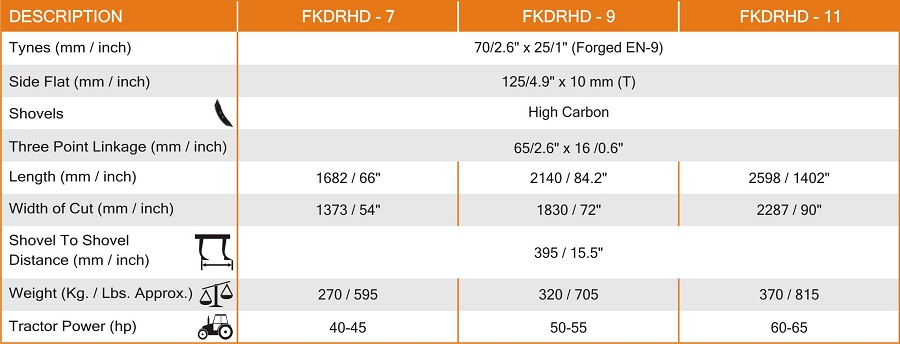 DESCRIPTION FKDRHD - 7 FKDRHD - 9 FKDRHD - 11
Tynes (mm / inch) 70/2.6" x 25/1" (Forged EN-9)
Side Flat (mm / inch) 125/4.9" x 10 mm (T)
Shovels High Carbon
Three Point Linkage (mm / inch) 65/2.6" x 16 /0.6"
Length (mm / inch) 1682 / 66" 2140 / 84.2" 2598 / 1402"
Width of Cut (mm / inch) 1373 / 54" 1830 / 72" 2287 / 90"
Shovel To Shovel
Distance (mm / inch) 395 / 15.5"
Weight (Kg. / Lbs. Approx.) 270 / 595 320 / 705 370 / 815
Tractor Power (hp) 40-45 50-55 60-65